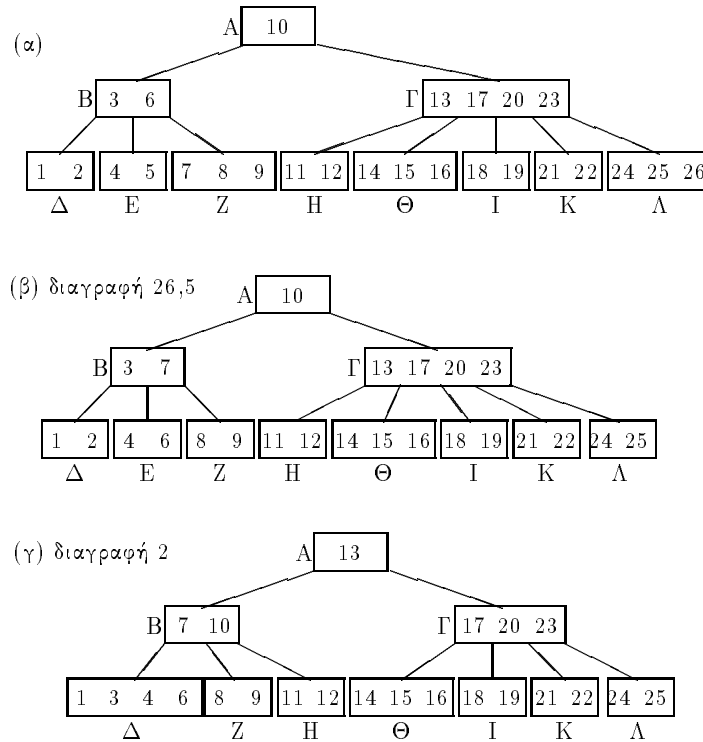 (α)
Α 10
Β 3 6 Γ 13 17 20 23
1 2 4 5 7 8 9 11 12 14 15 16 18 19 21 22 24 25 26
Δ Ε Ζ Η Θ Ι Κ Λ
(β) διαγραφή 26,5
Α 10
Β 3 7 Γ 13 17 20 23
1 2 4 6 8 9 11 12 14 15 16 18 19 21 22 24 25
Δ Ε Ζ Η Θ Ι Κ Λ
(γ) διαγραφή 2
Α 13
Β 7 10 Γ 17 20 23
1 3 4 6 8 9 11 12 14 15 16 18 19 21 22 24 25
Δ Ζ Η Θ Ι Κ Λ